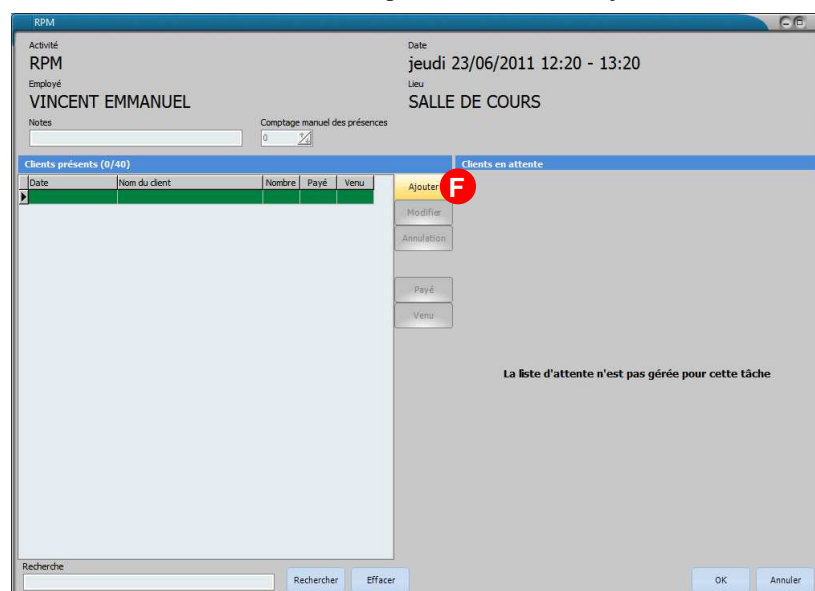 RPM
Activité
RPM
Date
jeudi 23/06/2011 12:20 - 13:20
Employé
VINCENT EMMANUEL
Lieu
SALLE DE COURS
Notes
Comptage manuel des présences
0
Clients présents (0/40)
Clients en attente
Date Nom du client Nombre Payé Venu
Ajouter
F
Modifier
Annulation
Payé
Venu
La liste d'attente n'est pas gérée pour cette tâche
Recherche
Rechercher Effacer OK Annuler